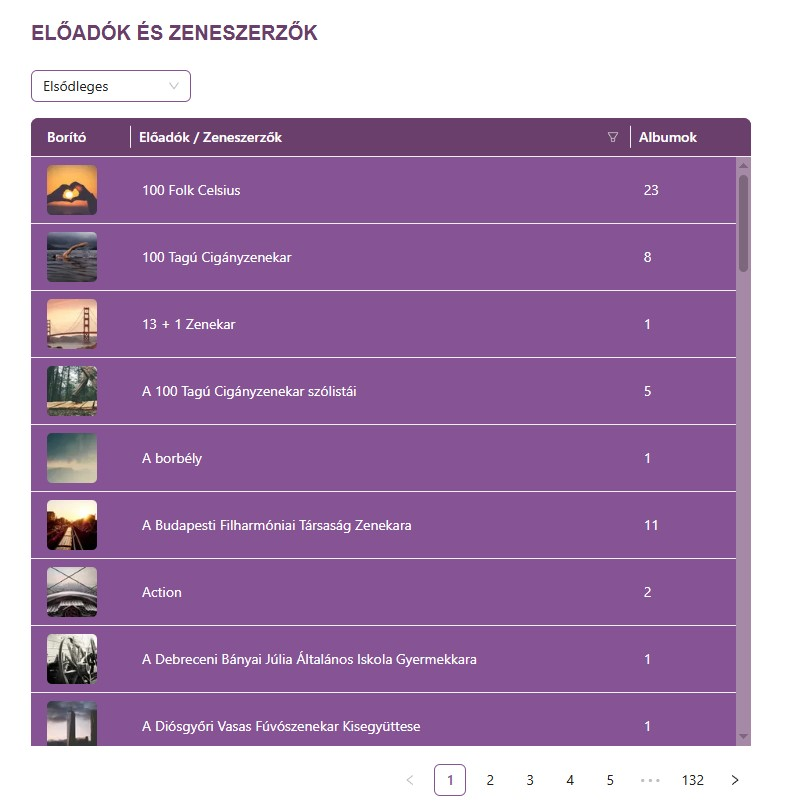 ELŐADÓK ÉS ZENESZERZŐK
Elsődleges
Borító Előadók / Zeneszerzők Albumok
100 Folk Celsius 23
100 Tagú Cigányzenekar 8
13 + 1 Zenekar 1
A 100 Tagú Cigányzenekar szólistái 5
A borbély 1
A Budapesti Filharmóniai Társaság Zenekara 11
Action 2
A Debreceni Bányai Júlia Általános Iskola Gyermekkara 1
A Diósgyőri Vasas Fúvószenekar Kisegyüttese 1
< 1 2 3 4 5 ••• 132 >